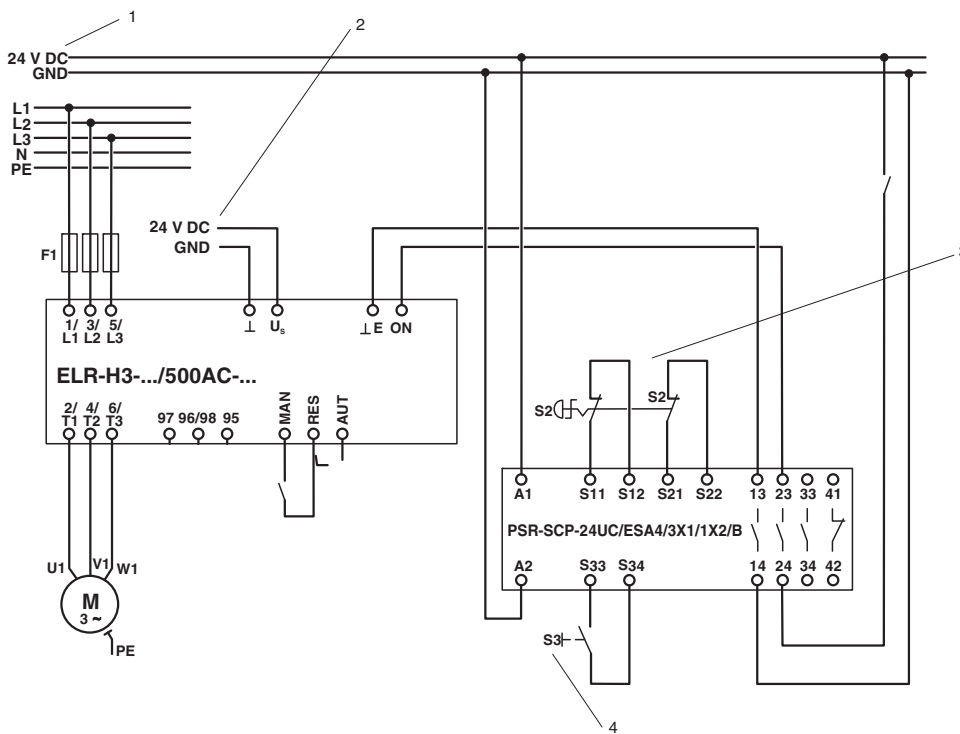 1
2
24 V DC
GND
L1
L2
L3
N
PE
24 V DC
GND
F1
1/ 3/ 5/
L1 L2 L3
⊥ Us ⊥E ON
ELR-H3-.../500AC-...
2/ 4/ 6/
T1 T2 T3
97 96/98 95
MAN RES AUT
S2 S2
A1 S11 S12 S21 S22 13 23 33 41
PSR-SCP-24UC/ESA4/3X1/1X2/B
A2 S33 S34 14 24 34 42
U1 V1 W1
M
3 ~
PE
S3
4